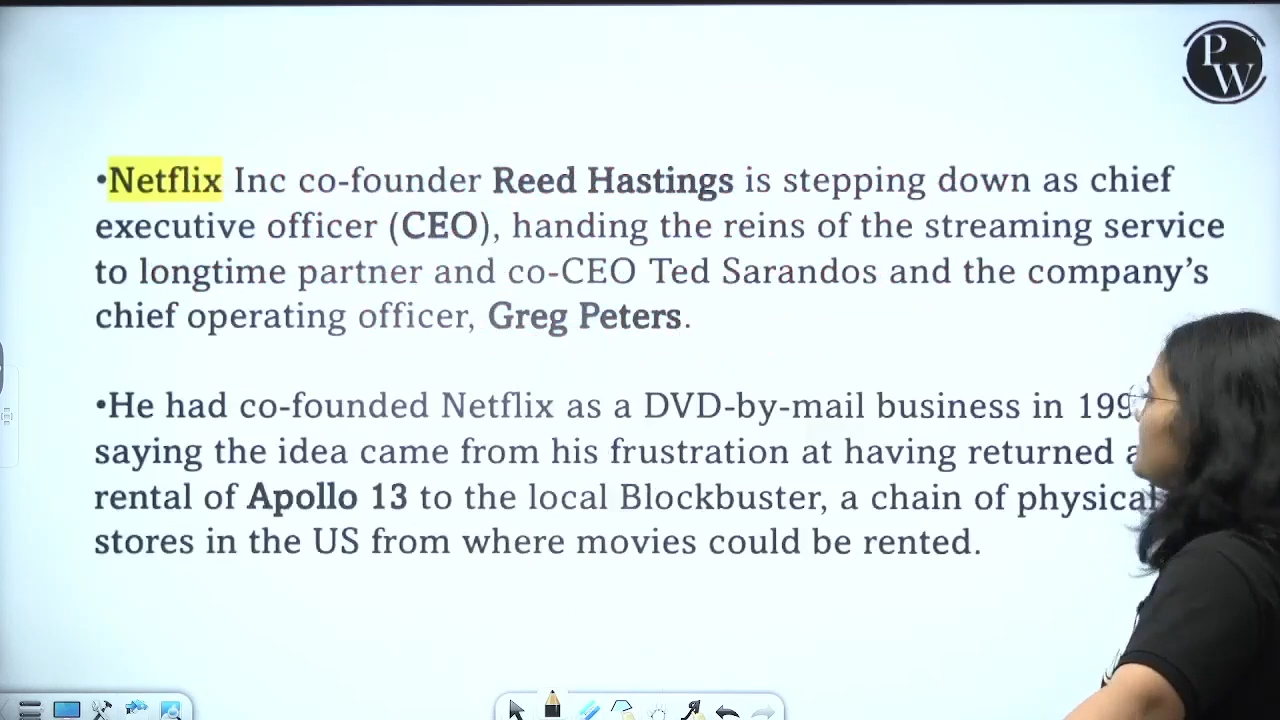 PW
•Netflix Inc co-founder Reed Hastings is stepping down as chief
executive officer (CEO), handing the reins of the streaming service
to longtime partner and co-CEO Ted Sarandos and the company’s
chief operating officer, Greg Peters.
•He had co-founded Netflix as a DVD-by-mail business in 199
saying the idea came from his frustration at having returned a
rental of Apollo 13 to the local Blockbuster, a chain of physical
stores in the US from where movies could be rented.